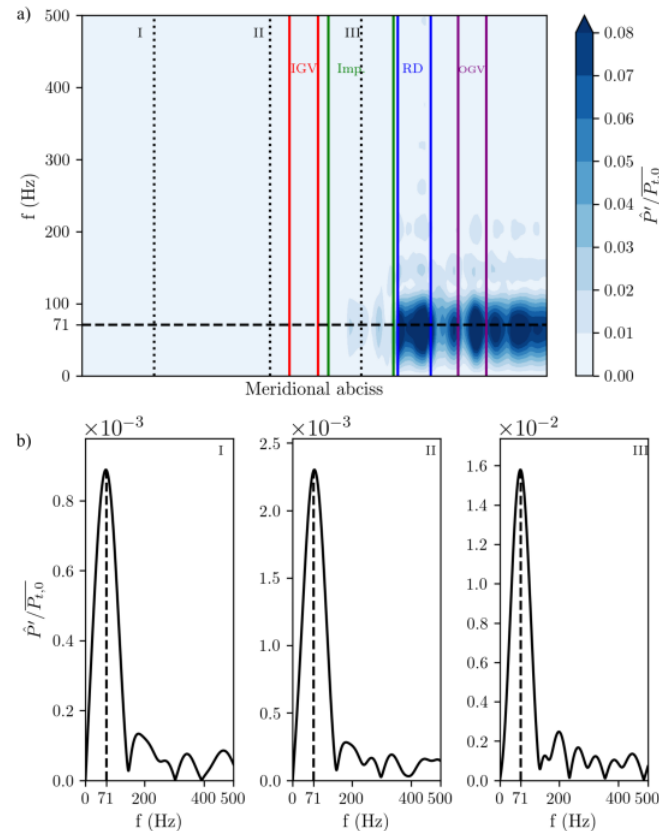 a)
500
400
300
200
100
71
0
f (Hz)
I
II
III
IGV
Imp.
RD
OGV
Meridional abciss
0.08
0.07
0.06
0.05
0.04
0.03
0.02
0.01
0.00
P̂′/P̅t,0
b)
×10⁻³
I
0.8
0.6
0.4
0.2
0.0
P̂′/P̅t,0
0 71 200 400 500
f (Hz)
×10⁻³
II
2.5
2.0
1.5
1.0
0.5
0.0
0 71 200 400 500
f (Hz)
×10⁻²
III
1.6
1.4
1.2
1.0
0.8
0.6
0.4
0.2
0.0
0 71 200 400 500
f (Hz)